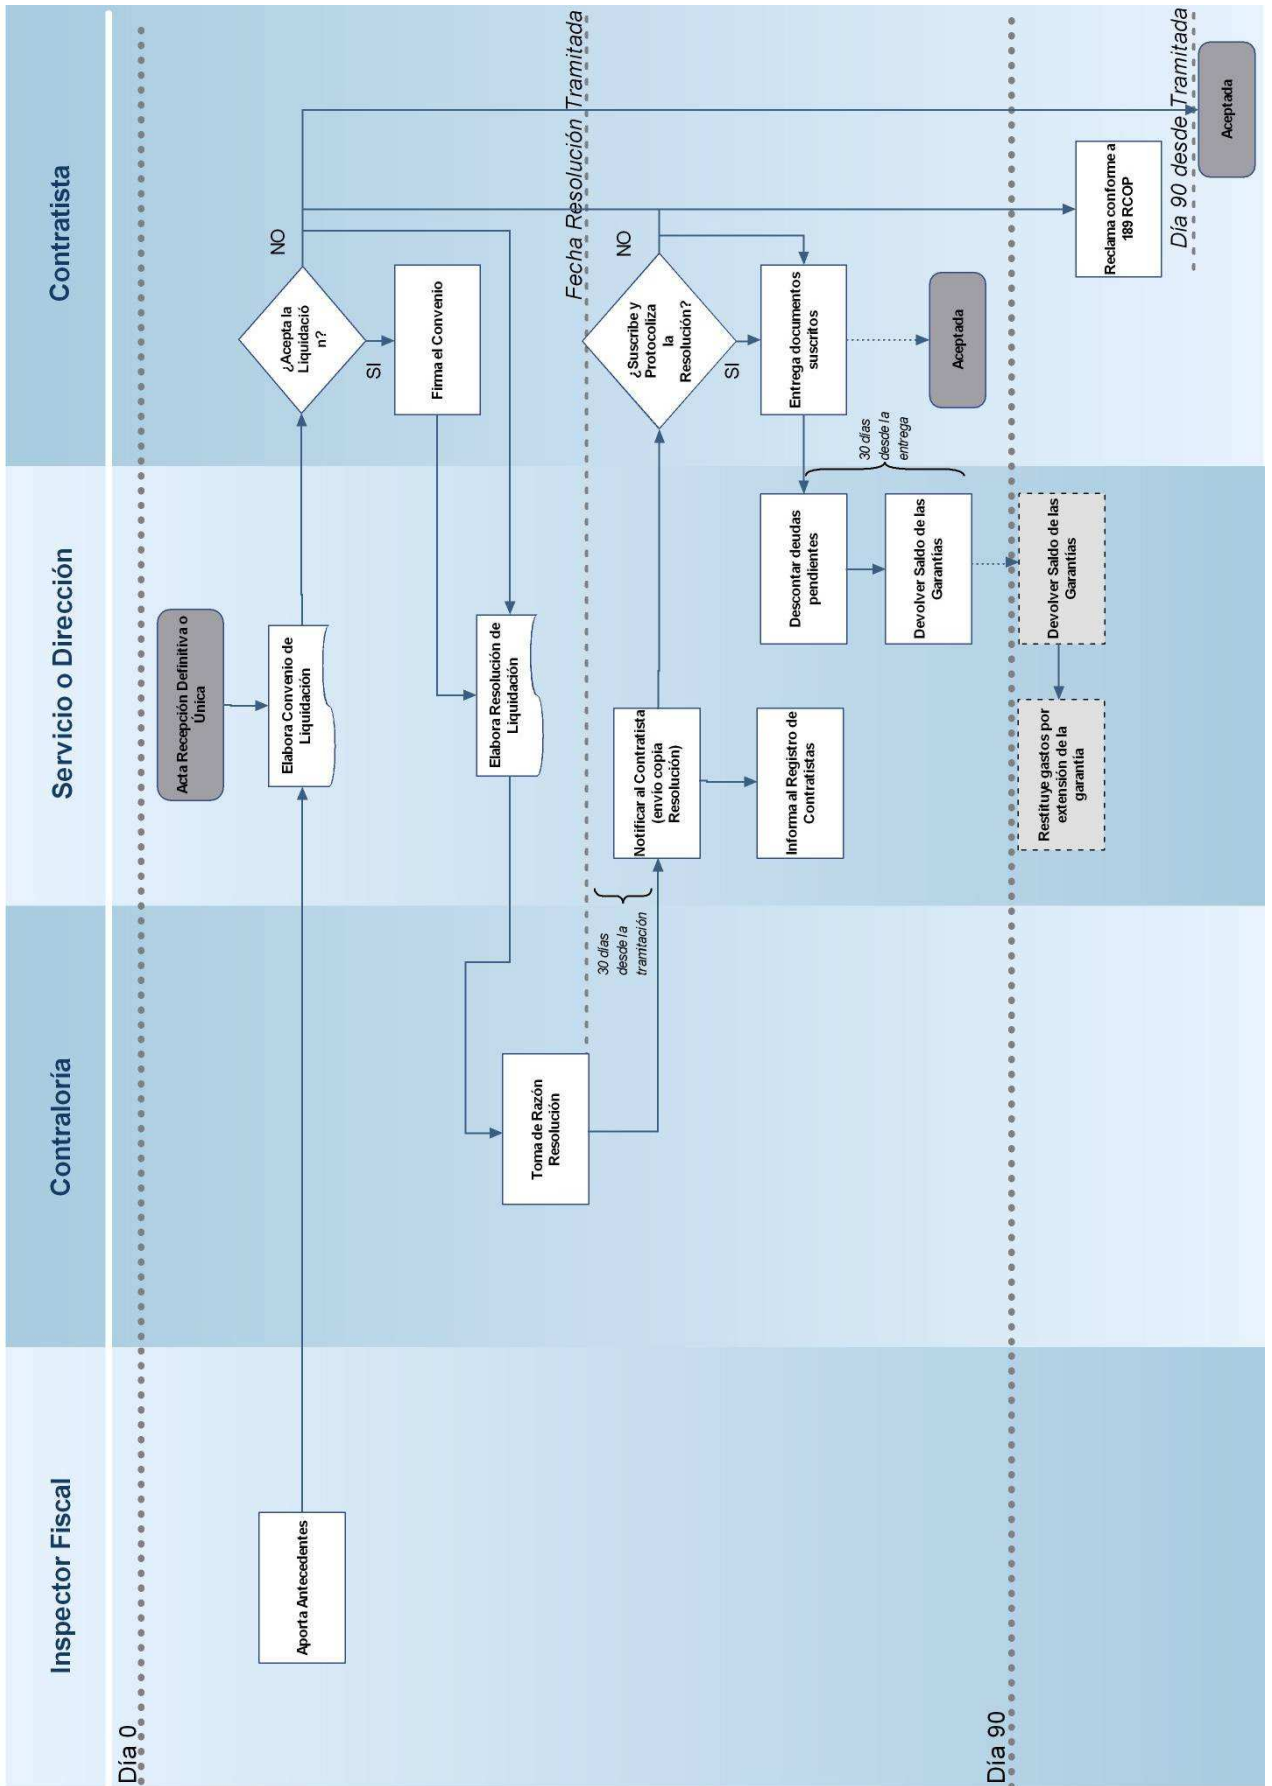 Inspector Fiscal
Contraloría
Servicio o Dirección
Contratista
Día 0
Acta Recepción Definitiva o
Única
Aporta Antecedentes
Elabora Convenio de
Liquidación
¿Acepta la
Liquidació
n?
NO
SI
Firma el Convenio
Elabora Resolución de
Liquidación
Toma de Razón
Resolución
Fecha Resolución Tramitada
30 días
desde la
tramitación
Notificar al Contratista
(envío copia
Resolución)
¿Suscribe y
Protocoliza
la
Resolución?
NO
SI
Informa al Registro de
Contratistas
Descontar deudas
pendientes
Entrega documentos
suscritos
30 días
desde la
entrega
Devolver Saldo de las
Garantías
Aceptada
Día 90
Restituye gastos por
extensión de la
garantia
Devolver Saldo de las
Garantías
Reclama conforme a
189 RCOP
Día 90 desde Tramitada
Aceptada